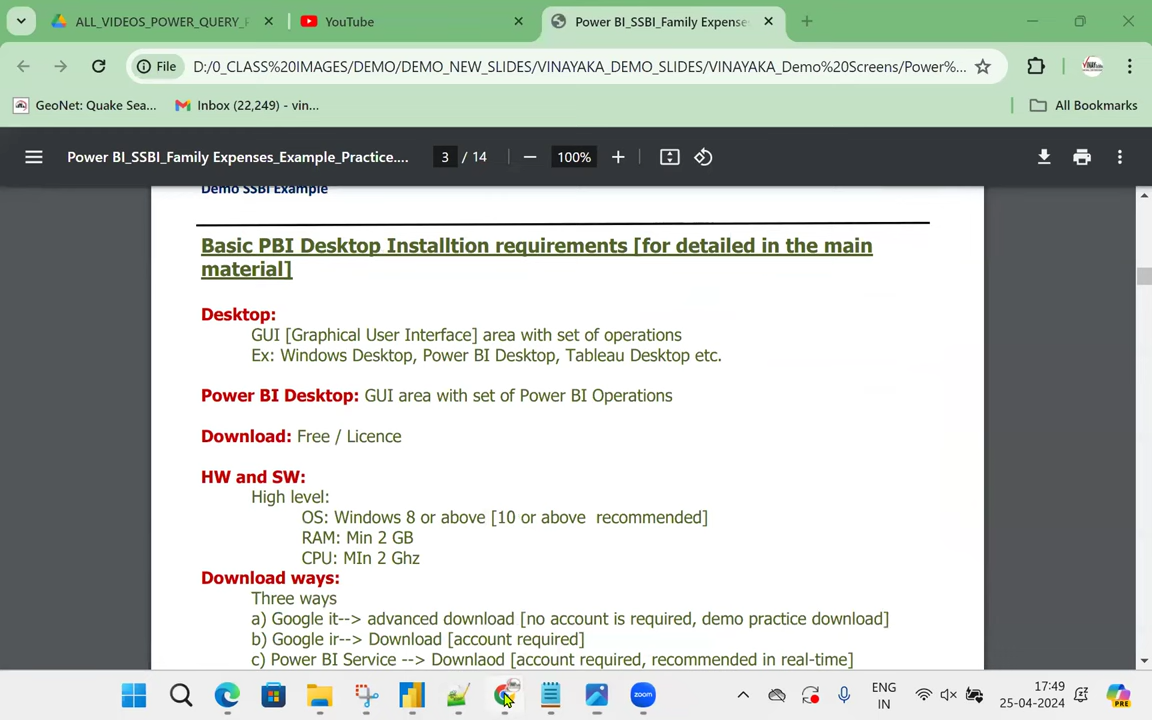 ALL_VIDEOS_POWER_QUERY_F
YouTube
Power BI_SSBI_Family Expenses
File
D:/0_CLASS%20IMAGES/DEMO/DEMO_NEW_SLIDES/VINAYAKA_DEMO_SLIDES/VINAYAKA_Demo%20Screens/Power%...
GeoNet: Quake Sea...
Inbox (22,249) - vin...
All Bookmarks
Power BI_SSBI_Family Expenses_Example_Practice....
3 / 14
100%
Demo SSBI Example
Basic PBI Desktop Installtion requirements [for detailed in the main
material]
Desktop:
GUI [Graphical User Interface] area with set of operations
Ex: Windows Desktop, Power BI Desktop, Tableau Desktop etc.
Power BI Desktop: GUI area with set of Power BI Operations
Download: Free / Licence
HW and SW:
High level:
OS: Windows 8 or above [10 or above recommended]
RAM: Min 2 GB
CPU: MIn 2 Ghz
Download ways:
Three ways
a) Google it--> advanced download [no account is required, demo practice download]
b) Google ir--> Download [account required]
c) Power BI Service --> Downlaod [account required, recommended in real-time]
zoom
ENG
IN
17:49
25-04-2024
PRE